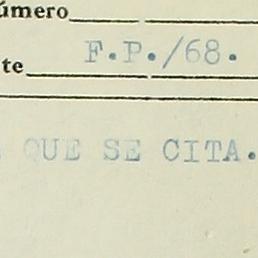 úmero
te F.P./68.
QUE SE CITA.